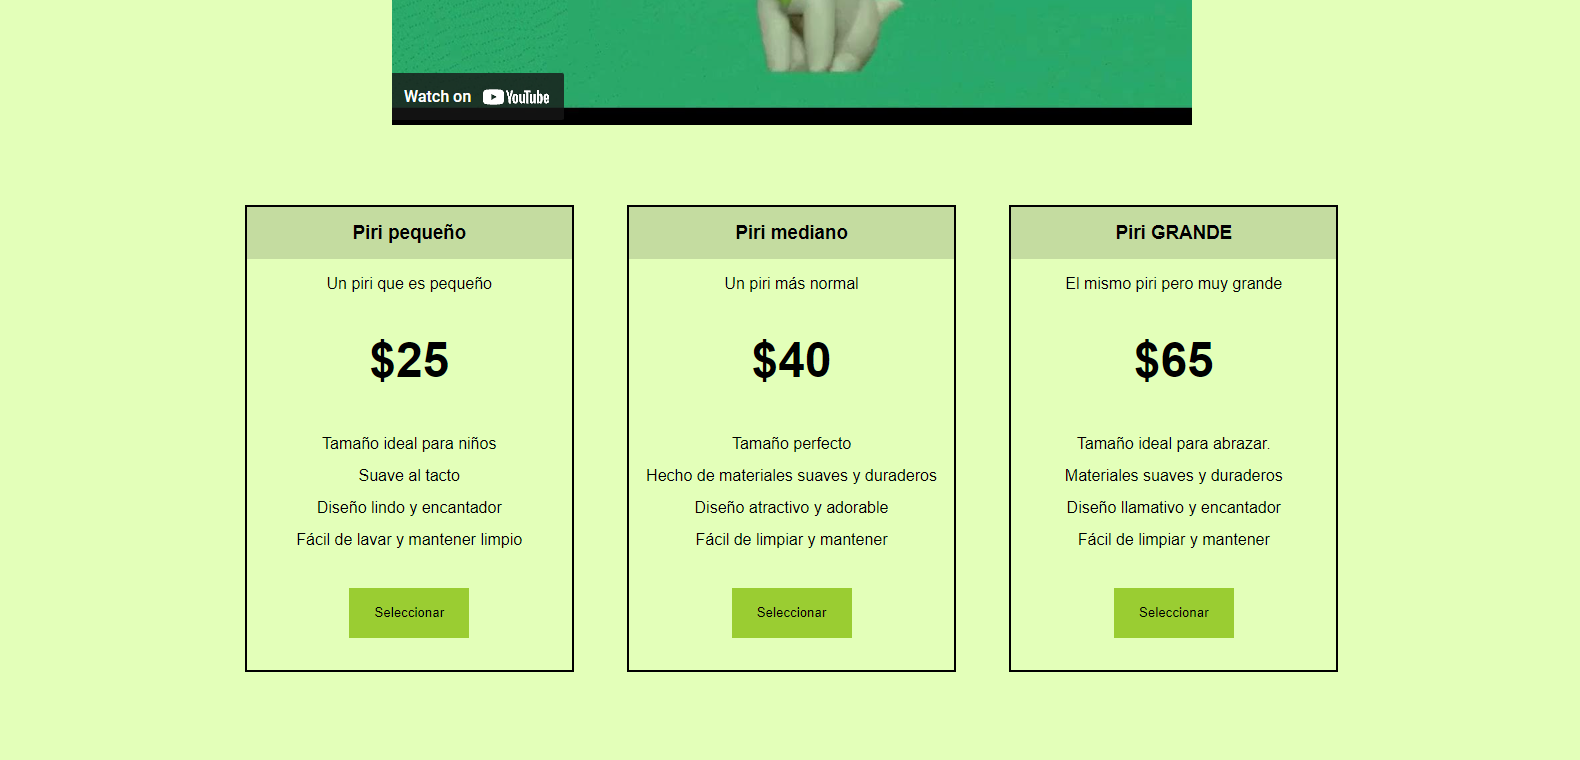 Watch on YouTube
Piri pequeño
Un piri que es pequeño
$25
Tamaño ideal para niños
Suave al tacto
Diseño lindo y encantador
Fácil de lavar y mantener limpio
Seleccionar
Piri mediano
Un piri más normal
$40
Tamaño perfecto
Hecho de materiales suaves y duraderos
Diseño atractivo y adorable
Fácil de limpiar y mantener
Seleccionar
Piri GRANDE
El mismo piri pero muy grande
$65
Tamaño ideal para abrazar.
Materiales suaves y duraderos
Diseño llamativo y encantador
Fácil de limpiar y mantener
Seleccionar